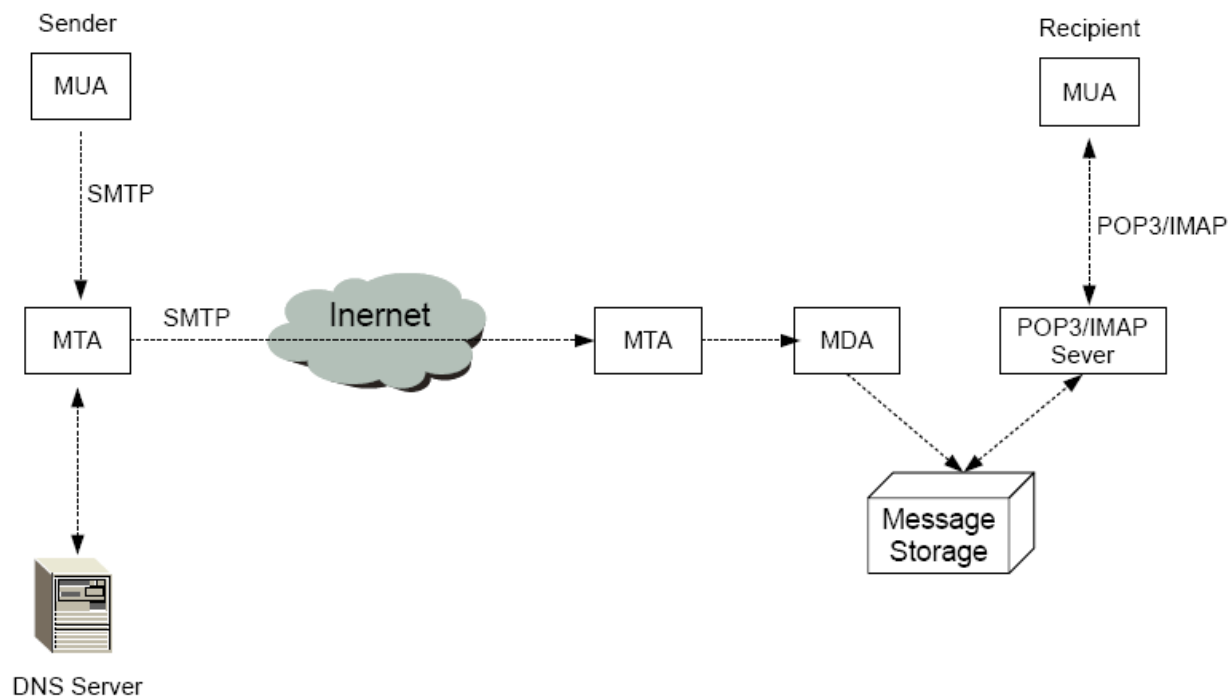 Sender
Recipient
MUA
MUA
SMTP
POP3/IMAP
MTA
SMTP
Inernet
MTA
MDA
POP3/IMAP
Sever
Message
Storage
DNS Server